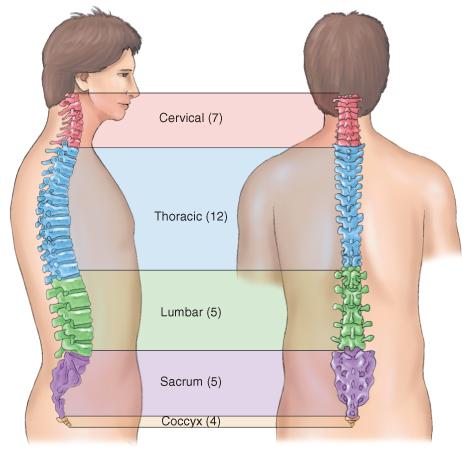 Cervical (7)
Thoracic (12)
Lumbar (5)
Sacrum (5)
Coccyx (4)